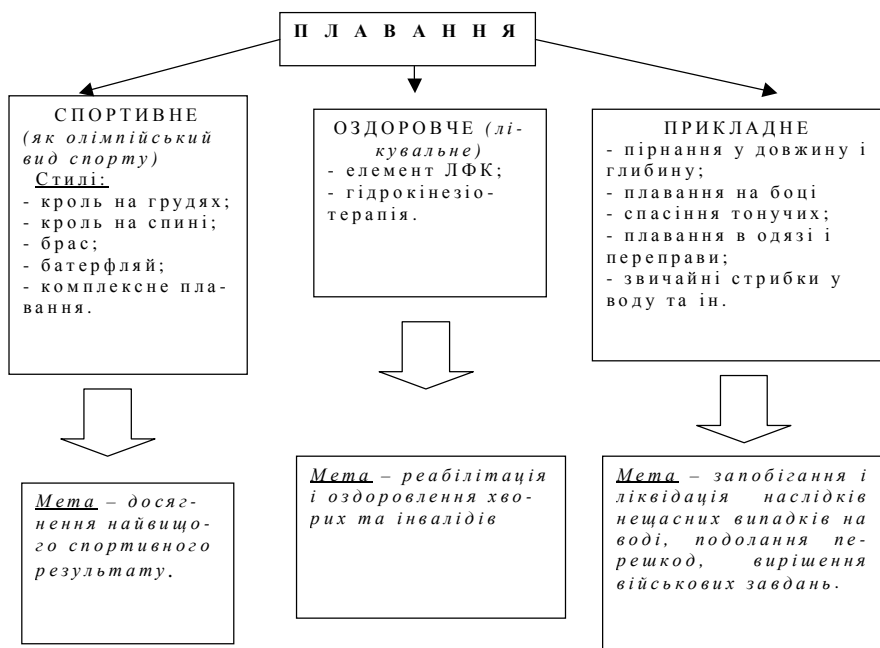 ПЛАВАННЯ
СПОРТИВНЕ
(як олімпійський
вид спорту)
Стилі:
- кроль на грудях;
- кроль на спині;
- брас;
- батерфляй;
- комплексне пла-
вання.
ОЗДОРОВЧЕ (лі-
кувальне)
- елемент ЛФК;
- гідрокінезіо-
терапія.
ПРИКЛАДНЕ
- пірнання у довжину і
глибину;
- плавання на боці
- спасіння тонучих;
- плавання в одязі і
переправи;
- звичайні стрибки у
воду та ін.
Мета – досяг-
нення найвищо-
го спортивного
результату.
Мета – реабілітація
і оздоровлення хво-
рих та інвалідів
Мета – запобігання і
ліквідація наслідків
нещасних випадків на
воді, подолання пе-
решкод, вирішення
військових завдань.